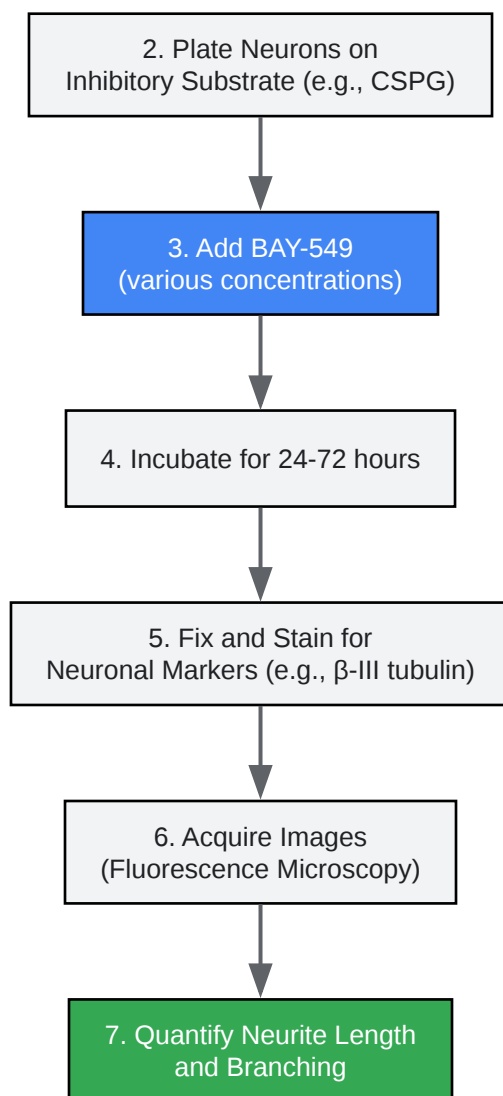 2. Plate Neurons on
Inhibitory Substrate (e.g., CSPG)
3. Add BAY-549
(various concentrations)
4. Incubate for 24-72 hours
5. Fix and Stain for
Neuronal Markers (e.g., β-III tubulin)
6. Acquire Images
(Fluorescence Microscopy)
7. Quantify Neurite Length
and Branching